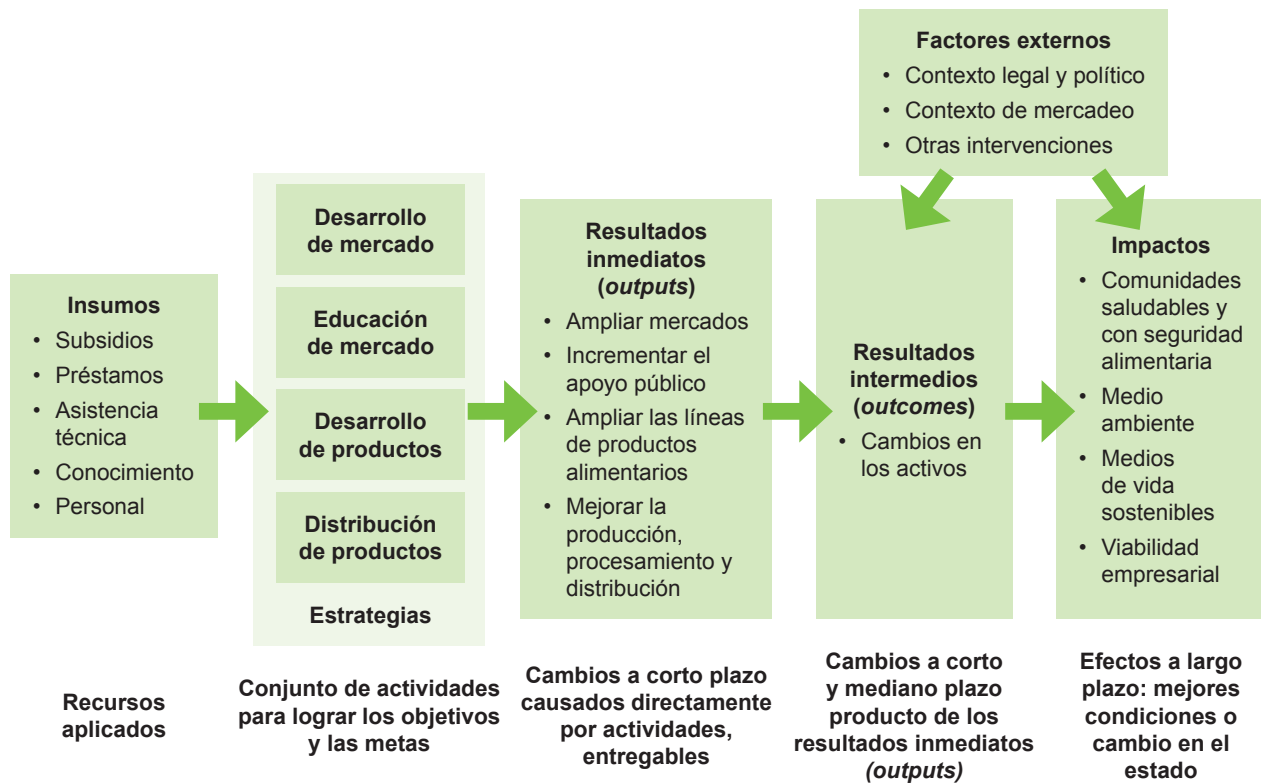 Factores externos
• Contexto legal y político
• Contexto de mercadeo
• Otras intervenciones
Insumos
• Subsidios
• Préstamos
• Asistencia
técnica
• Conocimiento
• Personal
Desarrollo
de mercado
Educación
de mercado
Desarrollo
de productos
Distribución
de productos
Estrategias
Resultados
inmediatos
(outputs)
• Ampliar mercados
• Incrementar el
apoyo público
• Ampliar las líneas
de productos
alimentarios
• Mejorar la
producción,
procesamiento y
distribución
Resultados
intermedios
(outcomes)
• Cambios en
los activos
Impactos
• Comunidades
saludables y
con seguridad
alimentaria
• Medio
ambiente
• Medios
de vida
sostenibles
• Viabilidad
empresarial
Recursos
aplicados
Conjunto de actividades
para lograr los objetivos
y las metas
Cambios a corto plazo
causados directamente
por actividades,
entregables
Cambios a corto
y mediano plazo
producto de los
resultados inmediatos
(outputs)
Efectos a largo
plazo: mejores
condiciones o
cambio en el
estado